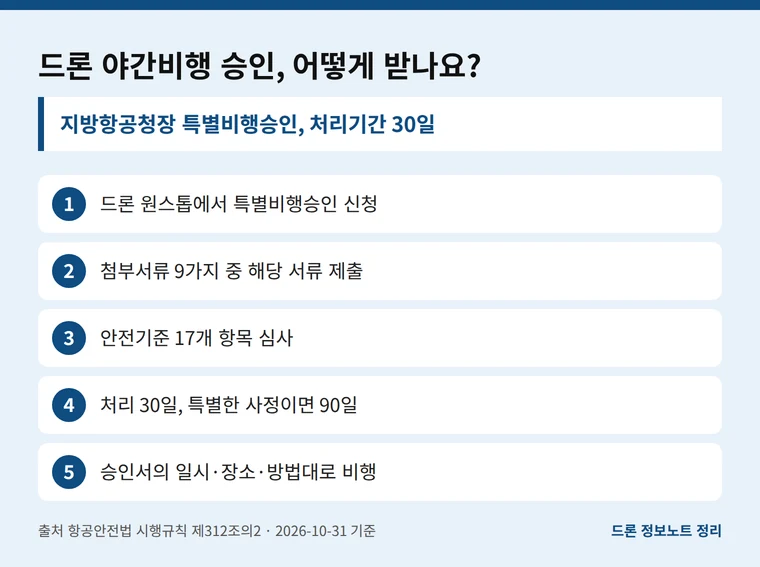 드론 야간비행 승인, 어떻게 받나요?
지방항공청장 특별비행승인, 처리기간 30일
1 드론 원스톱에서 특별비행승인 신청
2 첨부서류 9가지 중 해당 서류 제출
3 안전기준 17개 항목 심사
4 처리 30일, 특별한 사정이면 90일
5 승인서의 일시·장소·방법대로 비행
출처 항공안전법 시행규칙 제312조의2 · 2026-10-31 기준
드론 정보노트 정리